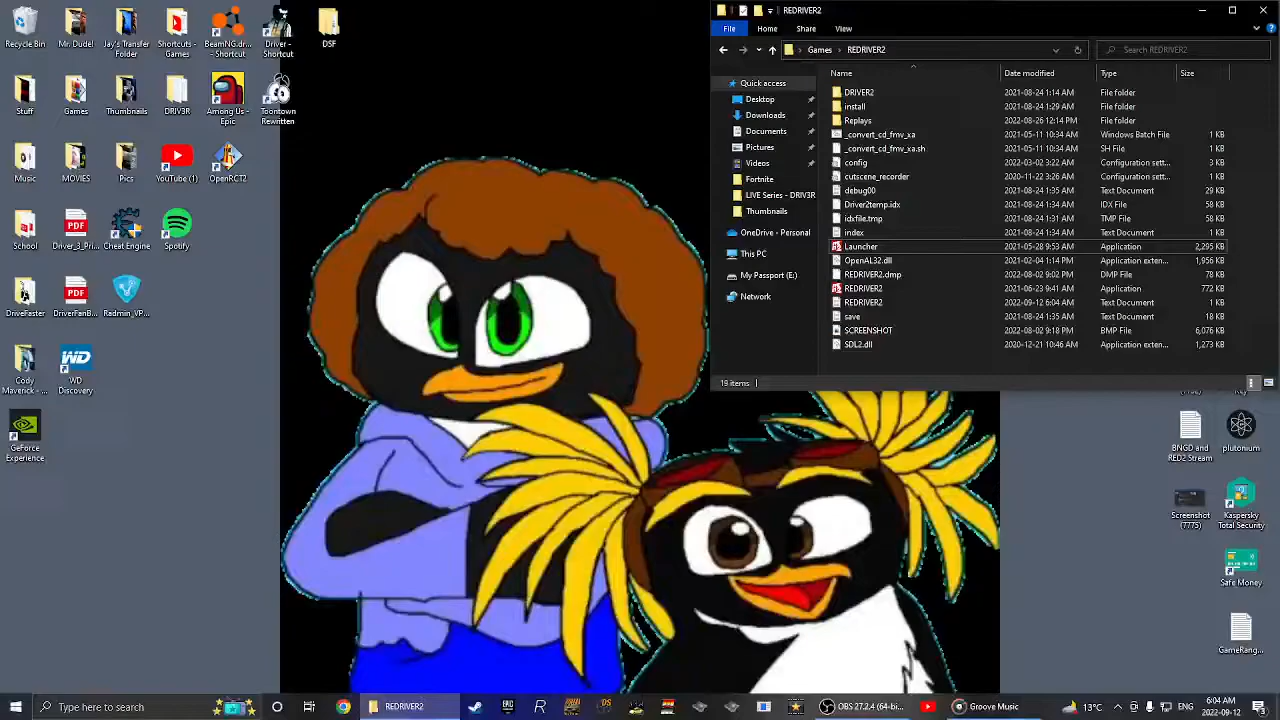 REDRIVER2
File Home Share View
Games › REDRIVER2
Search REDRIVER2
Name Date modified Type Size
Quick access
Desktop
Downloads
Documents
Pictures
Videos
Fortnite
LIVE Series - DRIV3R
Thumbnails
OneDrive - Personal
This PC
My Passport (E:)
Network
DRIVER2 2021-08-24 1:14 AM File folder
install 2021-08-24 1:29 AM File folder
Replays 2022-08-26 12:14 PM File folder
_convert_cd_fmv_xa 2021-05-11 10:34 AM Windows Batch File 1 KB
_convert_cd_fmv_xa.sh 2021-05-11 10:34 AM SH File 1 KB
config 2022-03-02 3:22 AM Configuration sett... 3 KB
cutscene_recorder 2020-11-22 3:26 AM Configuration sett... 1 KB
debug00 2021-08-24 1:35 AM Text Document 29 KB
Driver2temp.idx 2021-08-24 1:34 AM IDX File 58 KB
idxfile.tmp 2021-08-24 1:31 AM TMP File 58 KB
index 2021-08-24 1:34 AM Text Document 1 KB
Launcher 2021-05-28 9:53 AM Application 2,295 KB
OpenAL32.dll 2021-02-04 1:14 PM Application exten... 1,956 KB
REDRIVER2.dmp 2022-08-02 9:02 PM DMP File 78 KB
REDRIVER2 2021-06-23 9:41 AM Application 772 KB
REDRIVER2 2022-09-12 6:04 AM Text Document 1 KB
save 2021-08-24 1:35 AM Text Document 18 KB
SCREENSHOT 2022-08-02 9:18 PM BMP File 6,076 KB
SDL2.dll 2020-12-21 10:46 AM Application exten... 1,273 KB
19 items
Recycle Bin
Jay's Transfer
Folder
Shortcuts -
Games
BeamNG.dr...
- Shortcut
Driver -
Shortcut
DSF
Stuff
Games
Thumbnails
DRIV3R
Among Us -
Epic
Toontown
Rewritten
Music
MOVIES
Pics
YouTube (1)
OpenRCT2
School
Driver_3_Pri...
Cheat Engine
Spotify
DriveFaster
DriverFanB...
Radmin_VP...
Cody
Maverick -...
WD
WD
Discovery
GeForce
Experience
BNGD and
RED2 Stream
plutonium
Screenshot
(7775)
Kaspersky
Total Security
Safe Money
GameRang...
Type here to search
REDRIVER2
OBS 27.2.4 (64-bi...
Groove Music
13°C
ENG
6:04 AM
2022-09-12